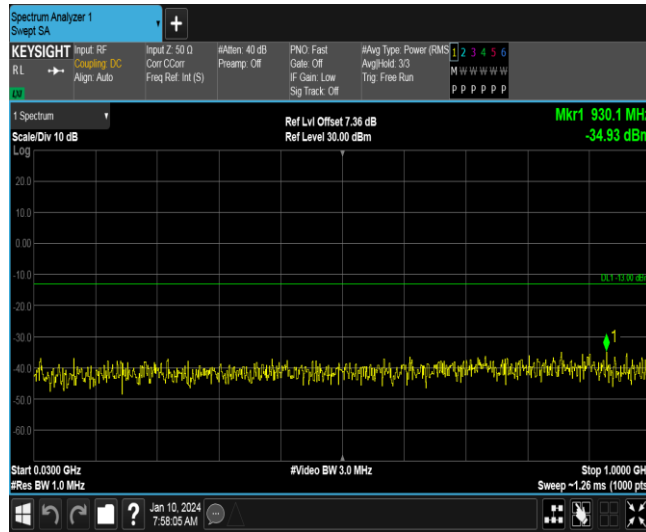 Spectrum Analyzer 1
Swept SA
+
KEYSIGHT
RL
LXI
Input: RF
Coupling: DC
Align: Auto
Input Z: 50 Ω
Corr CCorr
Freq Ref: Int (S)
#Atten: 40 dB
Preamp: Off
PNO: Fast
Gate: Off
IF Gain: Low
Sig Track: Off
#Avg Type: Power (RMS
Avg|Hold: 3/3
Trig: Free Run
1 2 3 4 5 6
M W W W W W
P P P P P P
1 Spectrum
Scale/Div 10 dB
Log
Ref Lvl Offset 7.36 dB
Ref Level 30.00 dBm
Mkr1 930.1 MHz
-34.93 dBm
20.0
10.0
0.00
-10.0
DL1 -13.00 dBm
-20.0
-30.0
1
-40.0
-50.0
-60.0
Start 0.0300 GHz
#Res BW 1.0 MHz
#Video BW 3.0 MHz
Stop 1.0000 GH
Sweep ~1.26 ms (1000 pts
?
Jan 10, 2024
7:58:05 AM